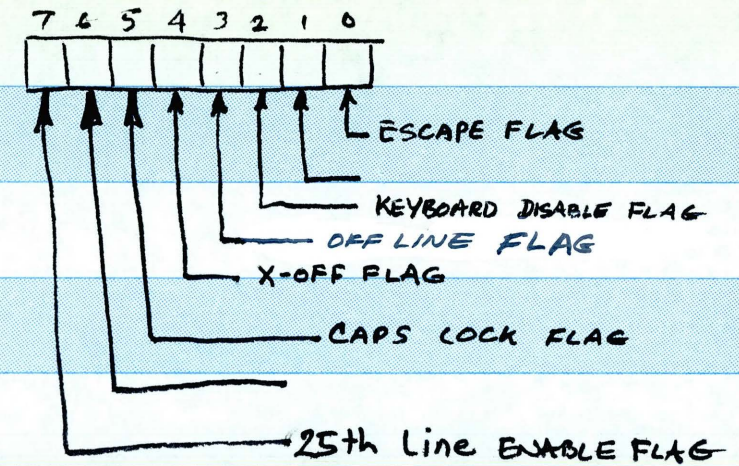 7 6 5 4 3 2 1 0
ESCAPE FLAG
KEYBOARD DISABLE FLAG
OFF LINE FLAG
X-OFF FLAG
CAPS LOCK FLAG
25th Line ENABLE FLAG